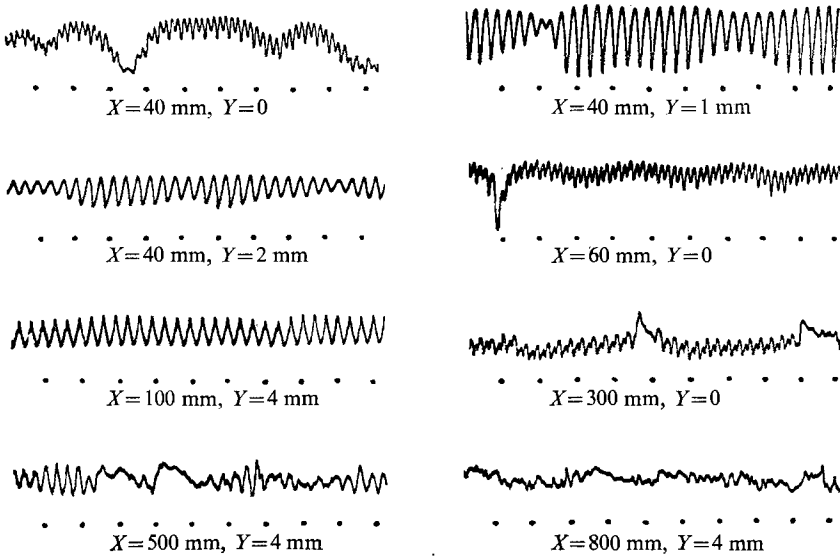 X=40 mm, Y=0
X=40 mm, Y=1 mm
X=40 mm, Y=2 mm
X=60 mm, Y=0
X=100 mm, Y=4 mm
X=300 mm, Y=0
X=500 mm, Y=4 mm
X=800 mm, Y=4 mm